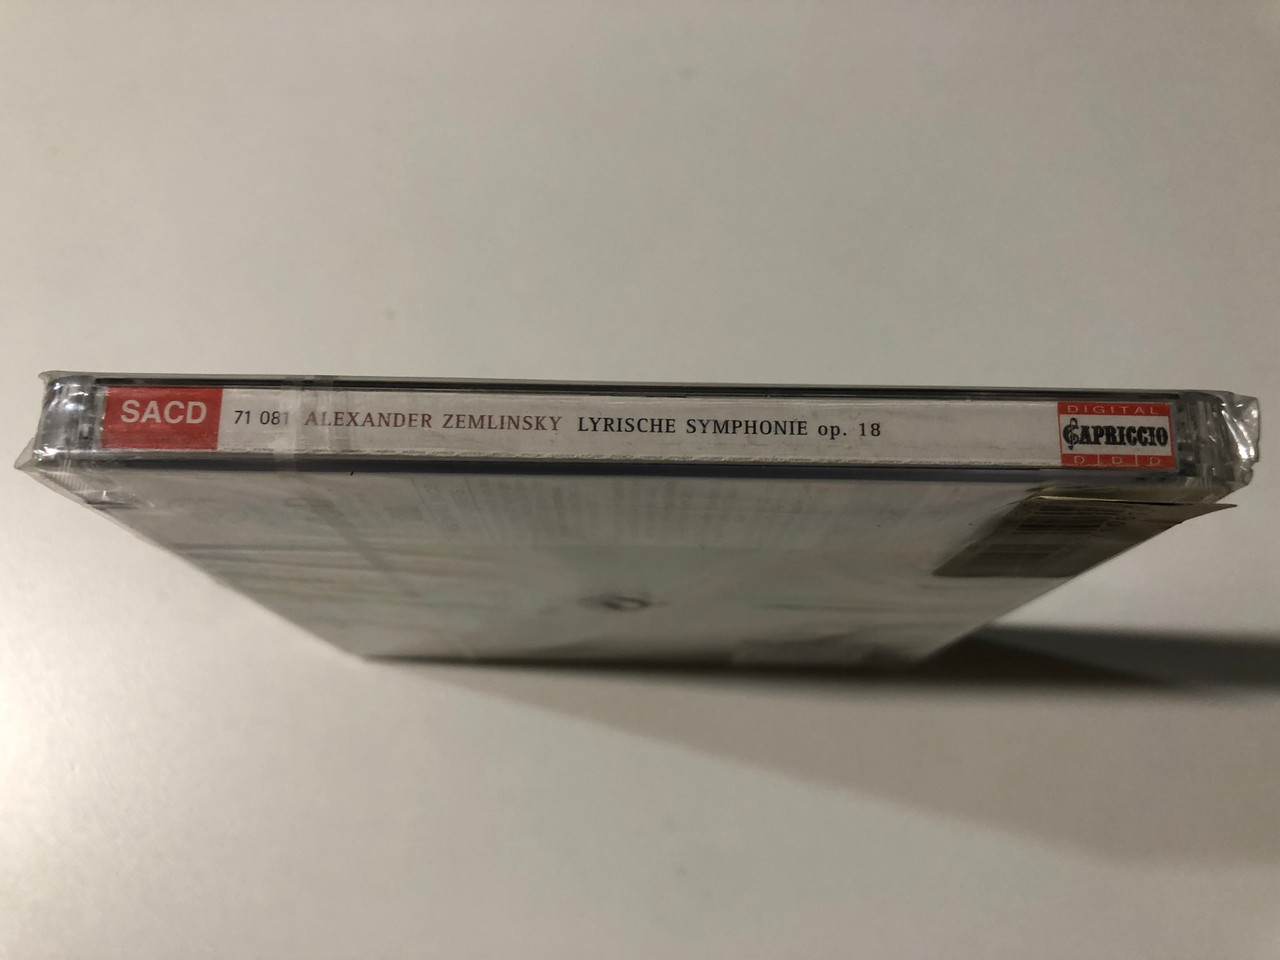 SACD 71 081 ALEXANDER ZEMLINSKY LYRISCHE SYMPHONIE op. 18
DIGITAL
CAPRICCIO
D D D